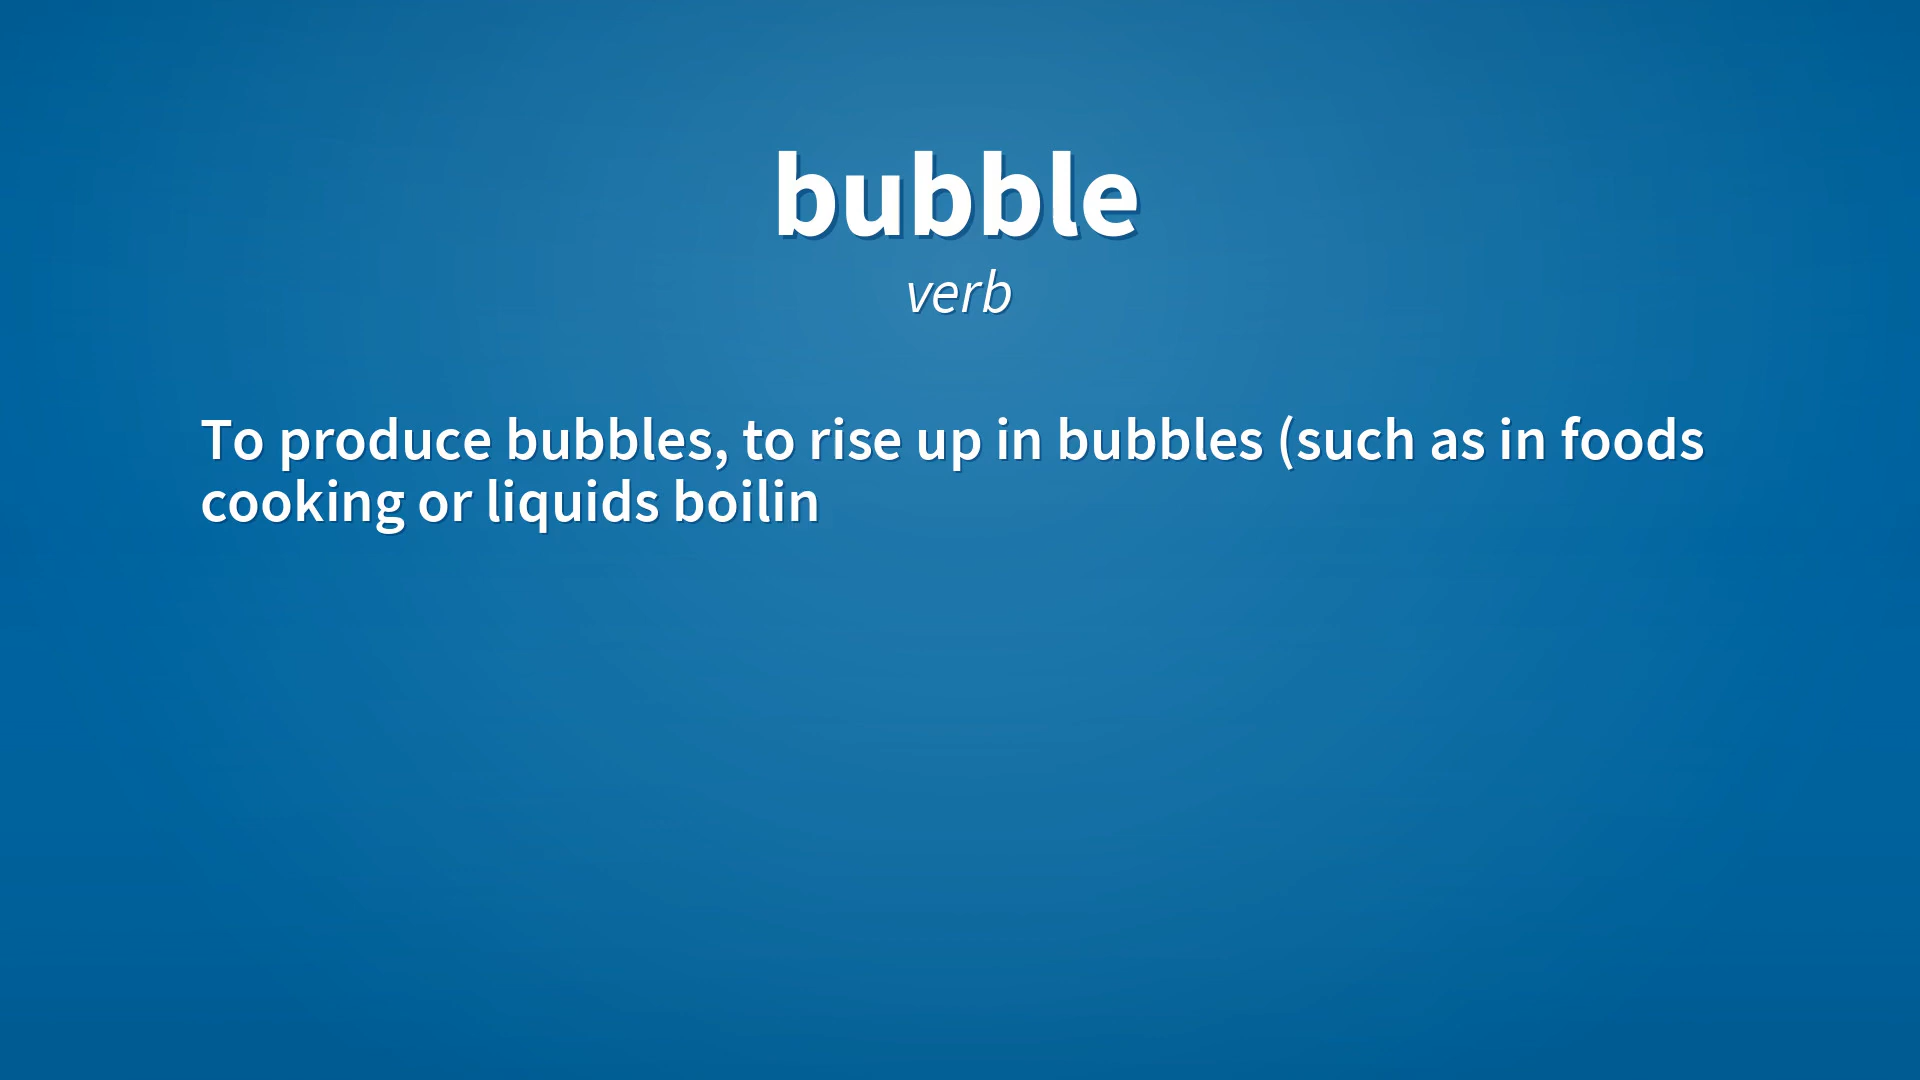 bubble
verb
To produce bubbles, to rise up in bubbles (such as in foods
cooking or liquids boilin